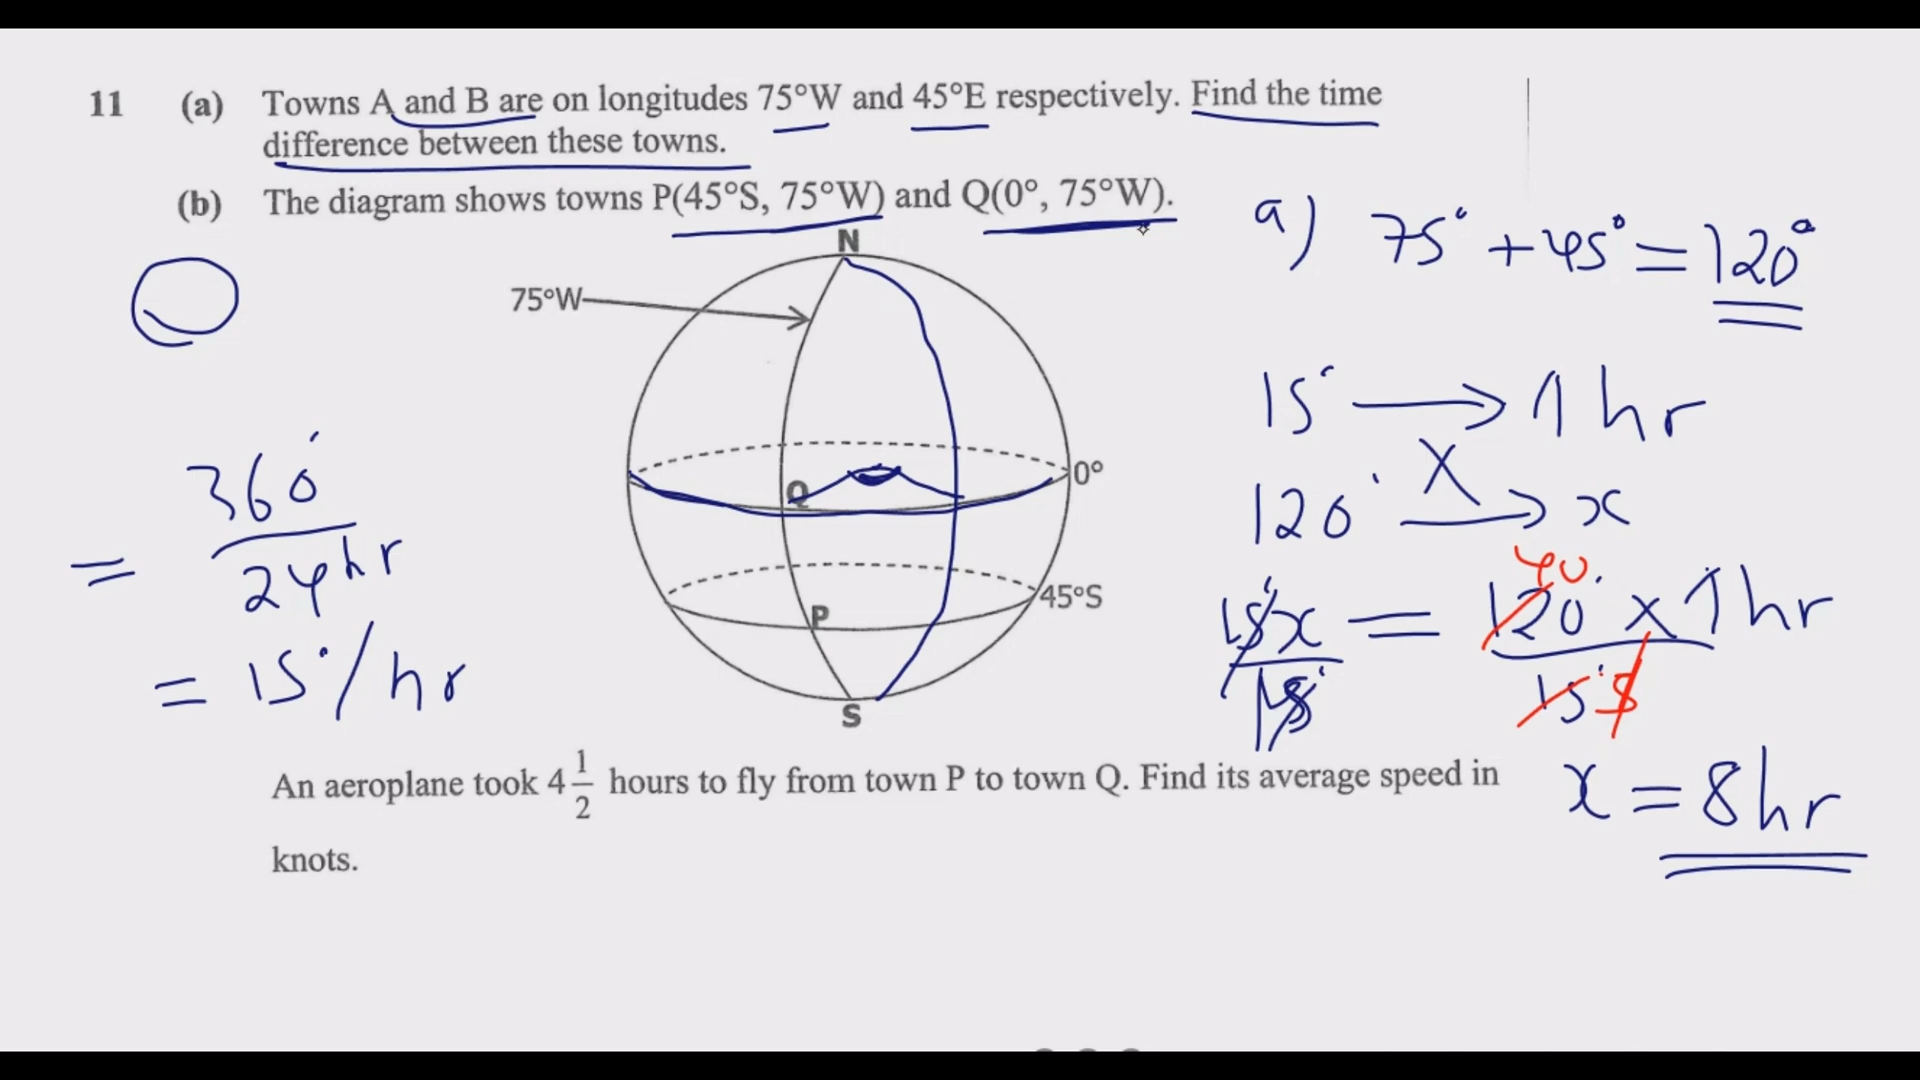 11 (a) Towns A and B are on longitudes 75°W and 45°E respectively. Find the time
difference between these towns.
(b) The diagram shows towns P(45°S, 75°W) and Q(0°, 75°W).
N
75°W
Q
0°
P
45°S
S
360°
24hr
=
= 15°/hr
a) 75° + 45° = 120°
15° → 1 hr
120° → x
40
15°x = 120° x 1hr
15° 15° 5
x = 8hr
An aeroplane took 4 1/2 hours to fly from town P to town Q. Find its average speed in
knots.